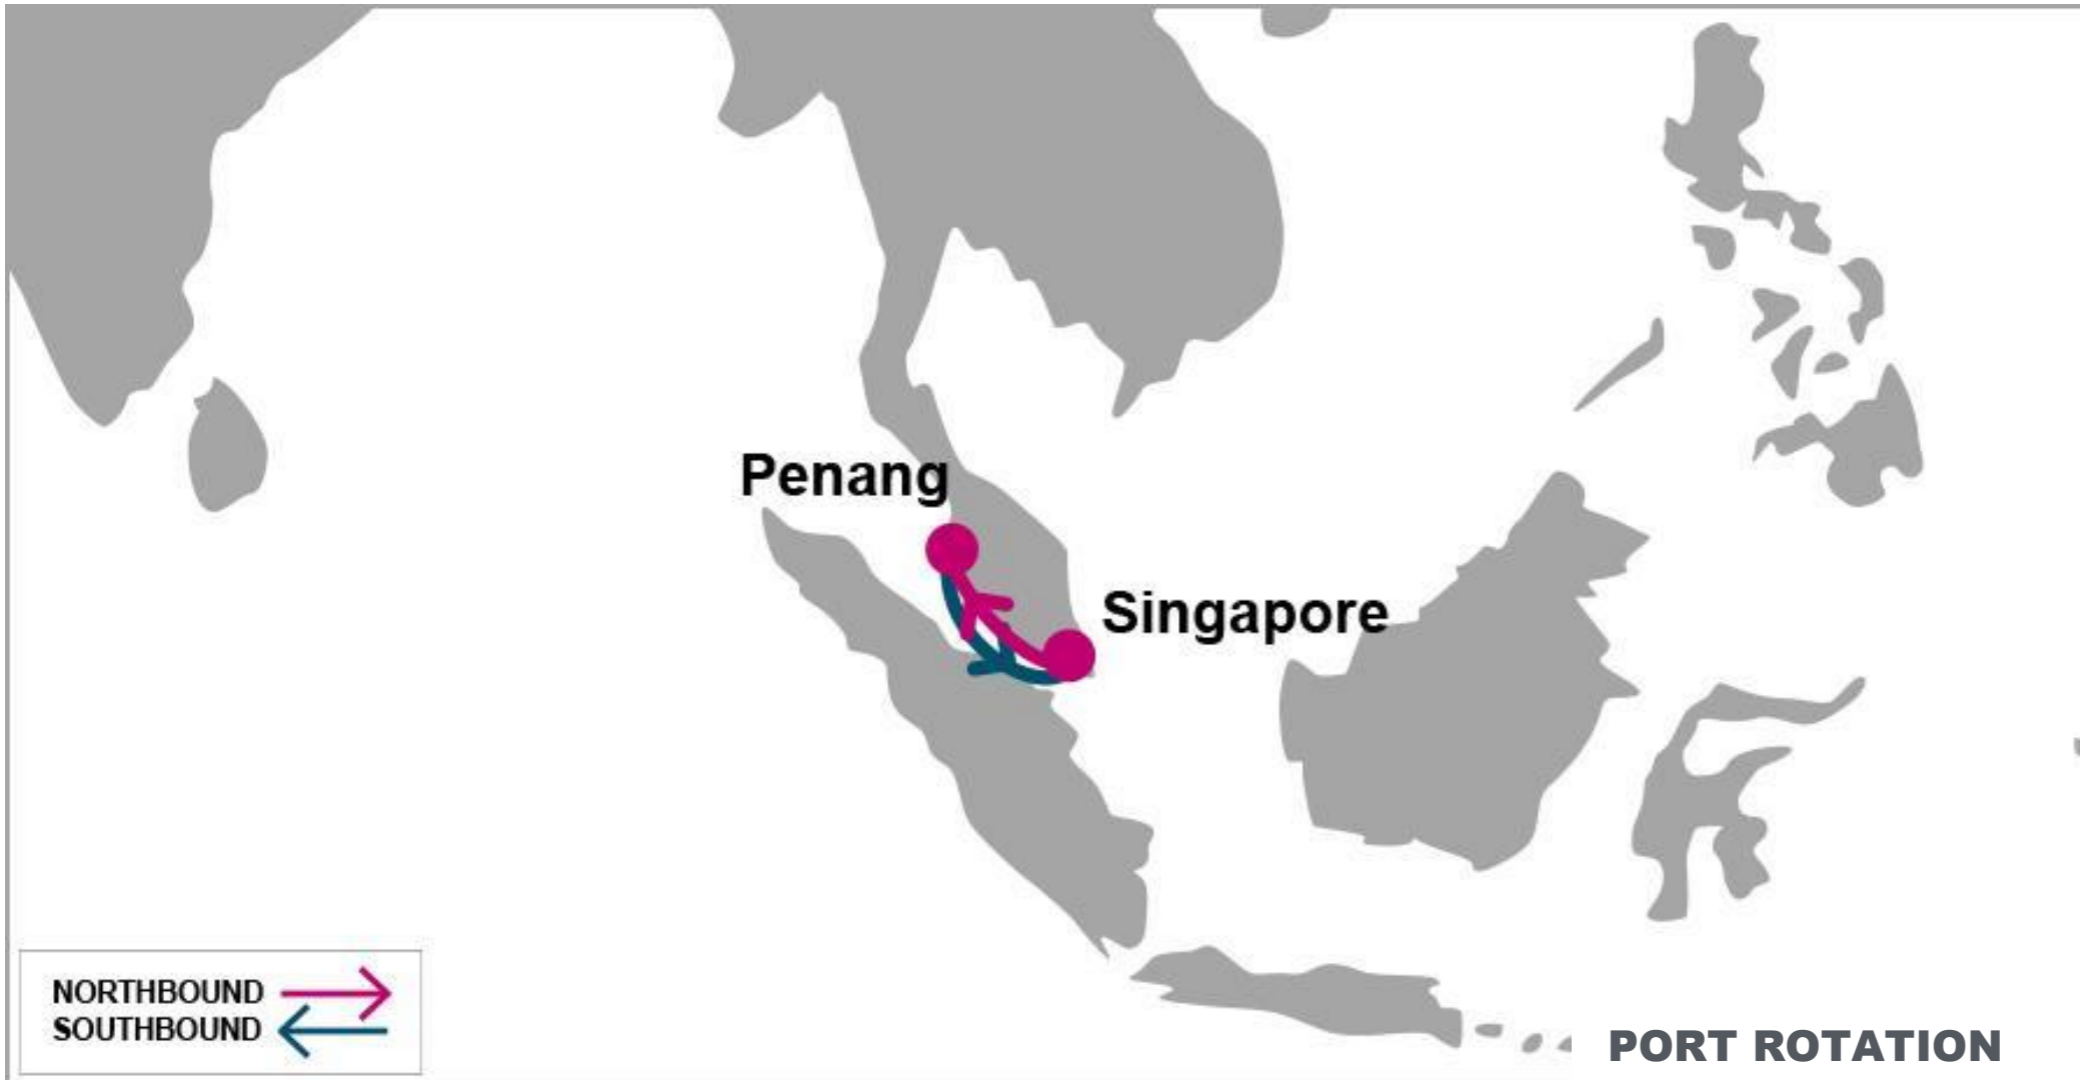 Penang
Singapore
NORTHBOUND
SOUTHBOUND
PORT ROTATION